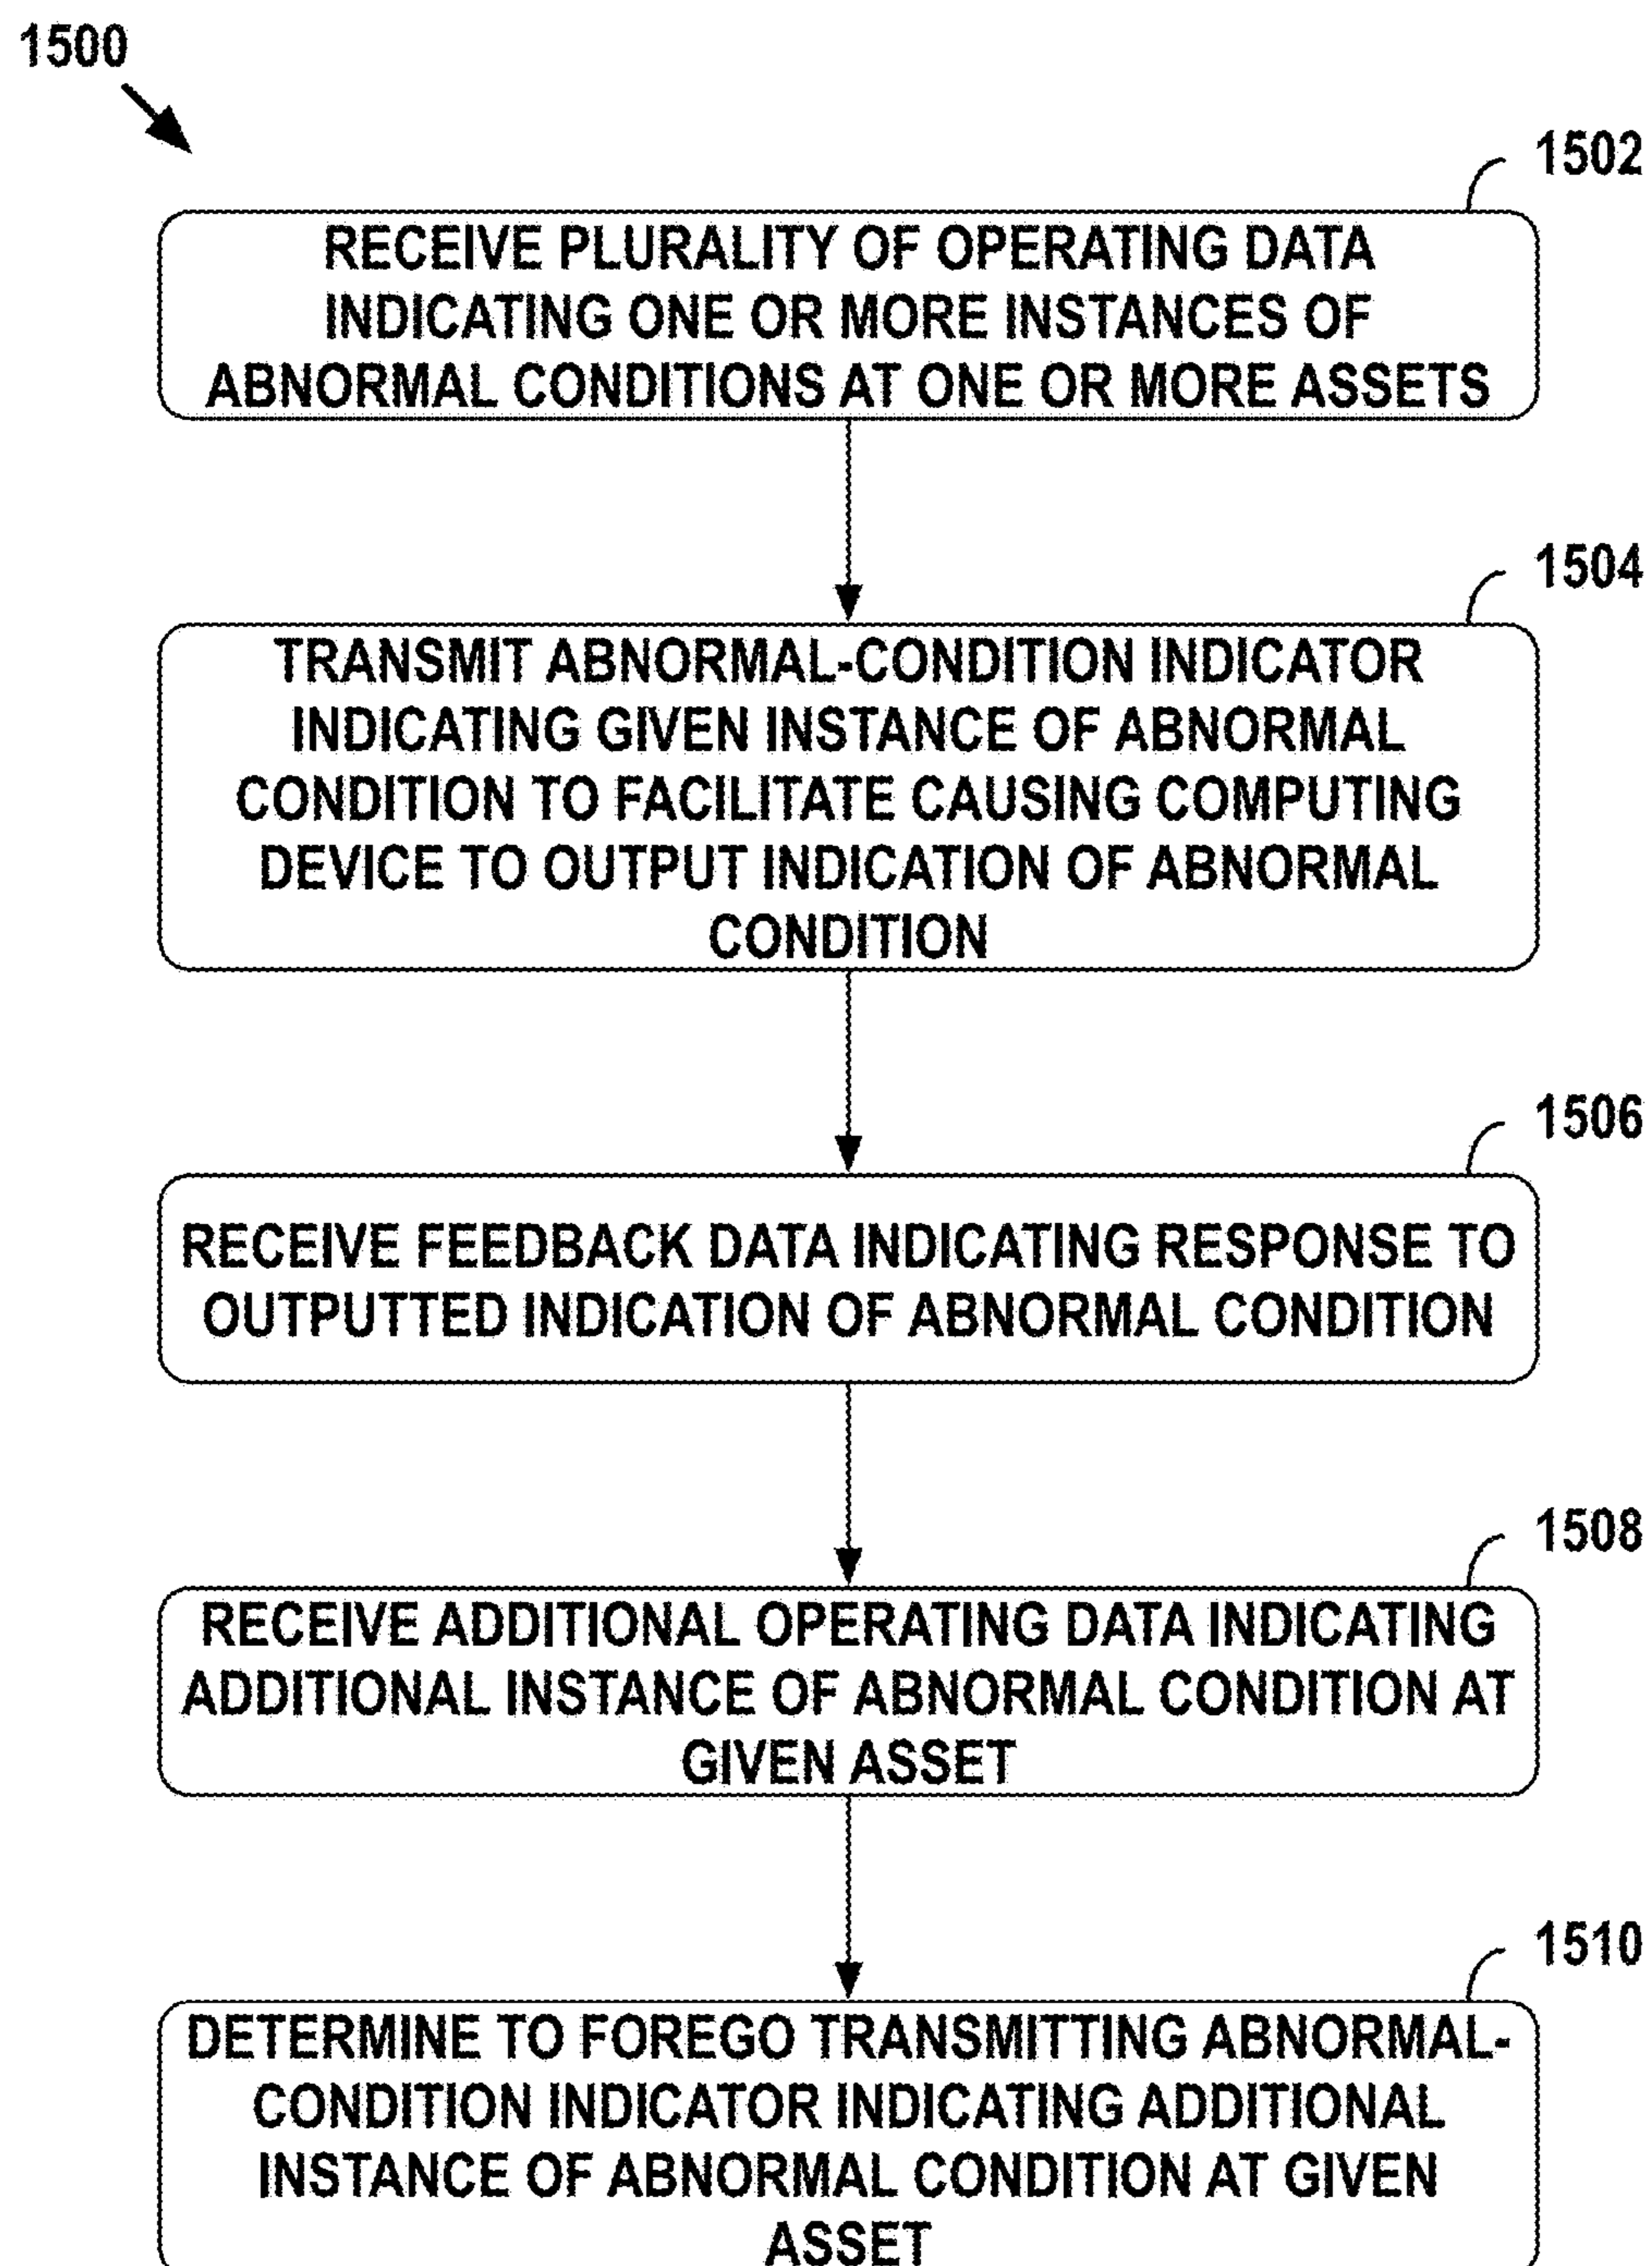 1500
1502
RECEIVE PLURALITY OF OPERATING DATA
INDICATING ONE OR MORE INSTANCES OF
ABNORMAL CONDITIONS AT ONE OR MORE ASSETS
1504
TRANSMIT ABNORMAL-CONDITION INDICATOR
INDICATING GIVEN INSTANCE OF ABNORMAL
CONDITION TO FACILITATE CAUSING COMPUTING
DEVICE TO OUTPUT INDICATION OF ABNORMAL
CONDITION
1506
RECEIVE FEEDBACK DATA INDICATING RESPONSE TO
OUTPUTTED INDICATION OF ABNORMAL CONDITION
1508
RECEIVE ADDITIONAL OPERATING DATA INDICATING
ADDITIONAL INSTANCE OF ABNORMAL CONDITION AT
GIVEN ASSET
1510
DETERMINE TO FOREGO TRANSMITTING ABNORMAL-
CONDITION INDICATOR INDICATING ADDITIONAL
INSTANCE OF ABNORMAL CONDITION AT GIVEN
ASSET